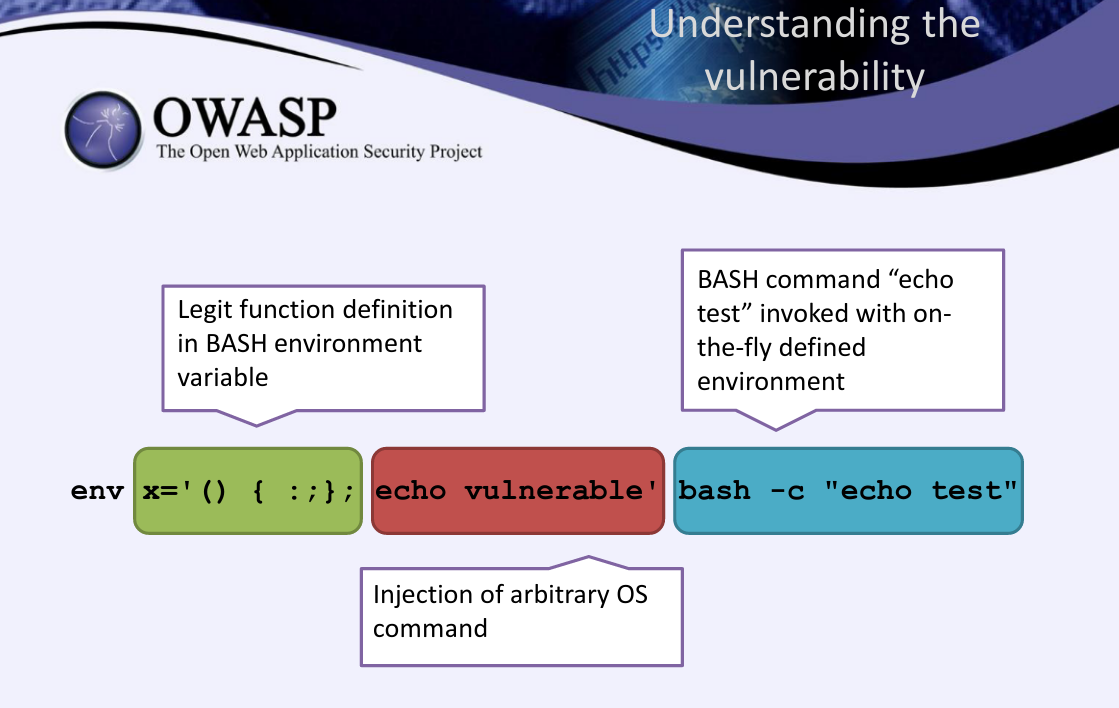 Understanding the
vulnerability
https
OWASP
The Open Web Application Security Project
Legit function definition
in BASH environment
variable
BASH command “echo
test” invoked with on-
the-fly defined
environment
env x='() { :;}; echo vulnerable' bash -c "echo test"
Injection of arbitrary OS
command